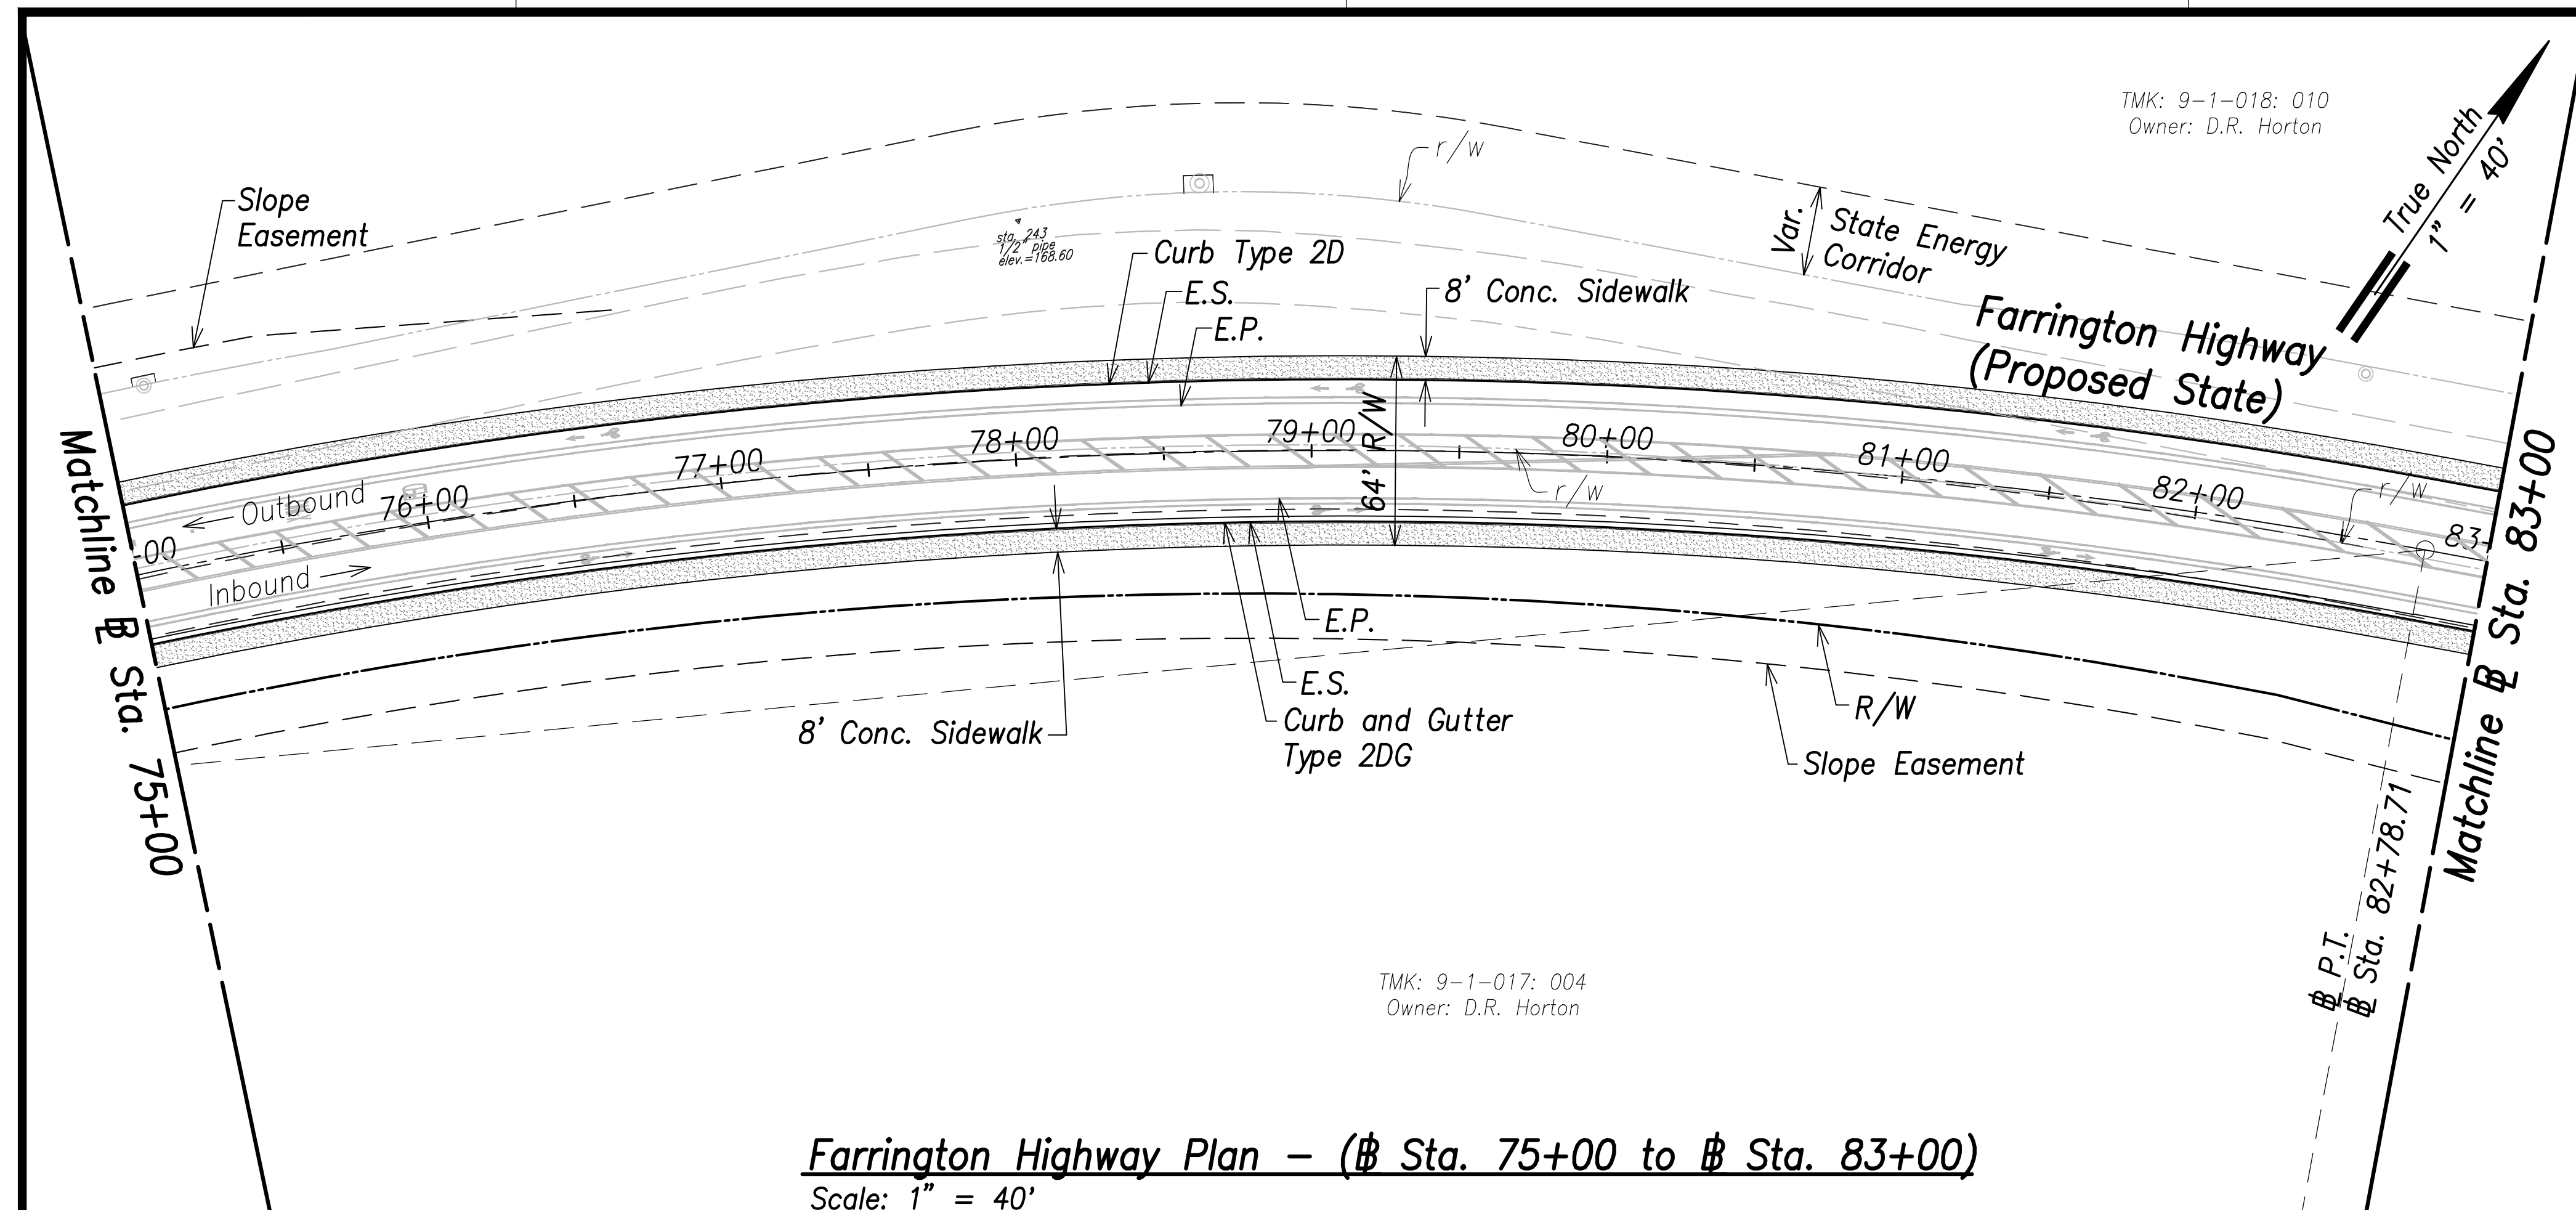 TMK: 9-1-018: 010
Owner: D.R. Horton
True North
1" = 40'
r/w
Slope
Easement
sta. 243
1/2" pipe
elev.=168.60
Curb Type 2D
E.S.
E.P.
8' Conc. Sidewalk
Var.
State Energy
Corridor
Farrington Highway
(Proposed State)
64' R/W
76+00
77+00
78+00
79+00
80+00
81+00
82+00
83+
-00
Outbound
Inbound
r/w
r/w
Matchline ℄ Sta. 75+00
Matchline ℄ Sta. 83+00
E.P.
E.S.
Curb and Gutter
Type 2DG
8' Conc. Sidewalk
R/W
Slope Easement
℄ P.T.
℄ Sta. 82+78.71
TMK: 9-1-017: 004
Owner: D.R. Horton
Farrington Highway Plan - (℄ Sta. 75+00 to ℄ Sta. 83+00)
Scale: 1" = 40'